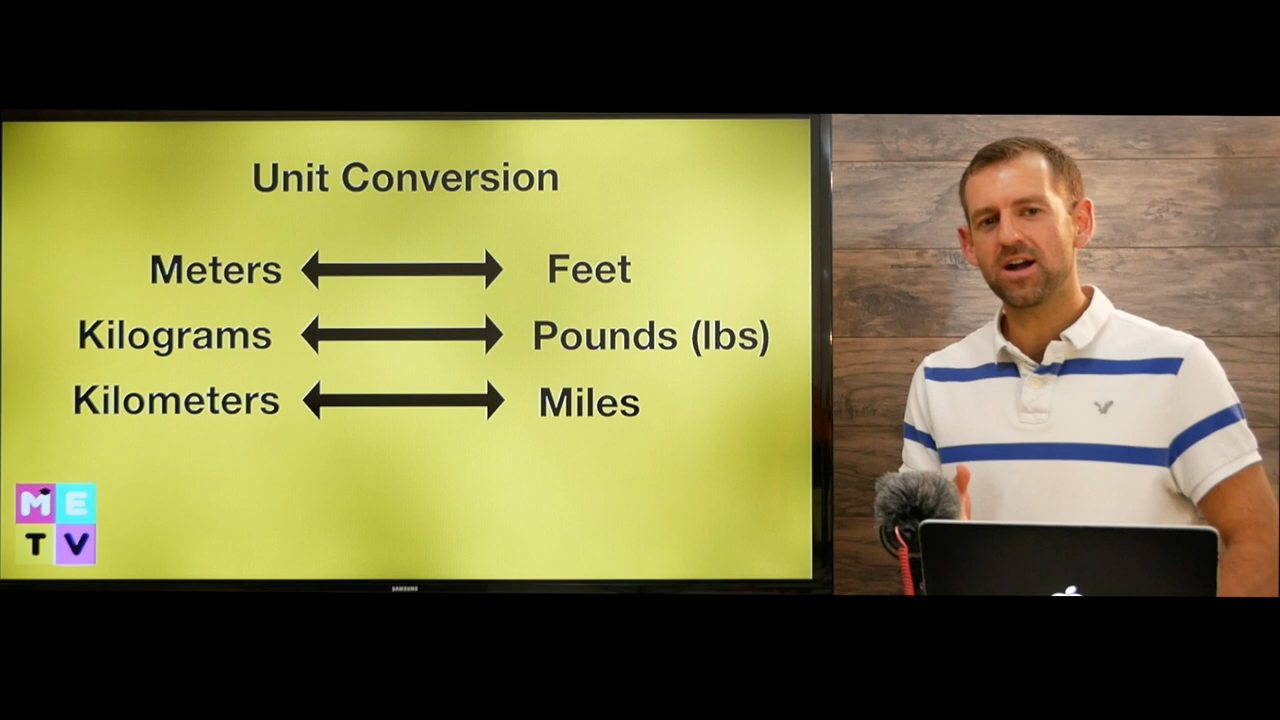 Unit Conversion
Meters Feet
Kilograms Pounds (lbs)
Kilometers Miles
M E
T V
SAMSUNG